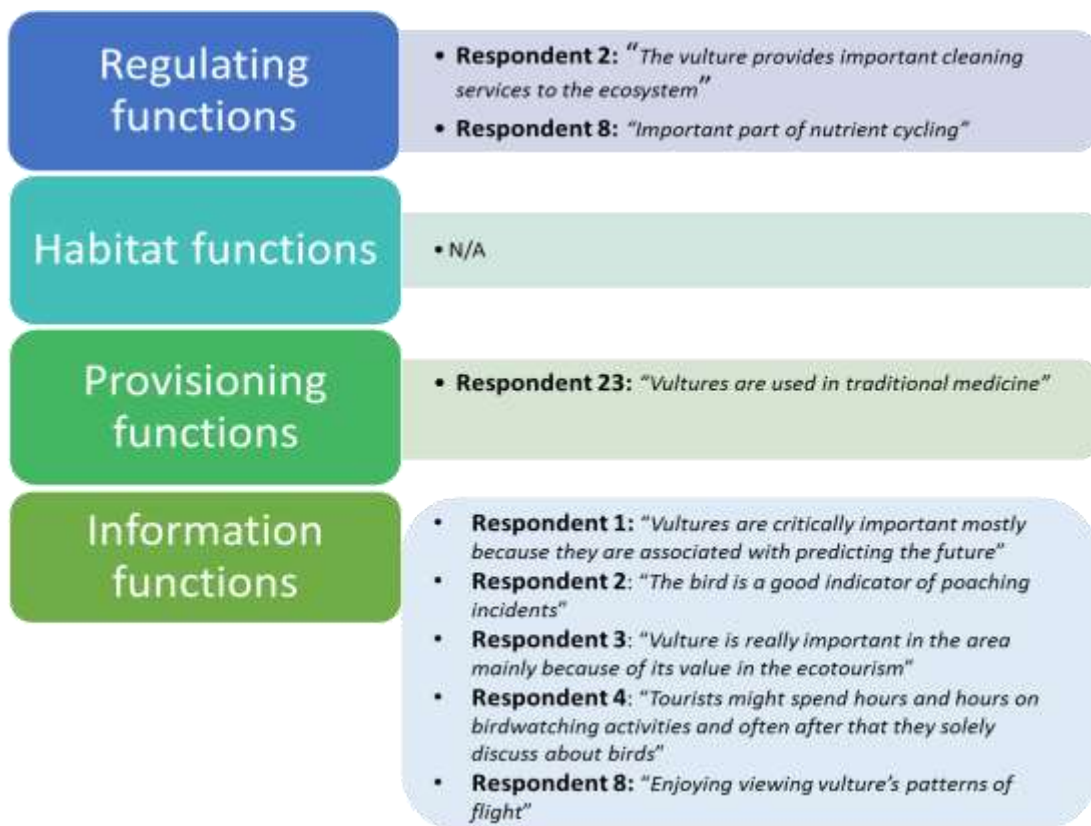 Regulating
functions
• Respondent 2: “The vulture provides important cleaning
services to the ecosystem”
• Respondent 8: “Important part of nutrient cycling”
Habitat functions
• N/A
Provisioning
functions
• Respondent 23: “Vultures are used in traditional medicine”
Information
functions
• Respondent 1: “Vultures are critically important mostly
because they are associated with predicting the future”
• Respondent 2: “The bird is a good indicator of poaching
incidents”
• Respondent 3: “Vulture is really important in the area
mainly because of its value in the ecotourism”
• Respondent 4: “Tourists might spend hours and hours on
birdwatching activities and often after that they solely
discuss about birds”
• Respondent 8: “Enjoying viewing vulture’s patterns of
flight”